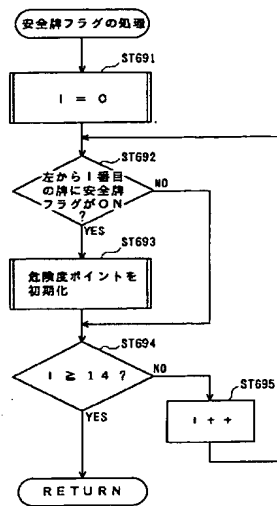 安全牌フラグの処理
ST691
I = 0
ST692
左からI番目
の牌に安全牌
フラグがON
?
NO
YES
ST693
危険度ポイントを
初期化
ST694
I ≧ 14?
NO
ST695
YES
I++
RETURN